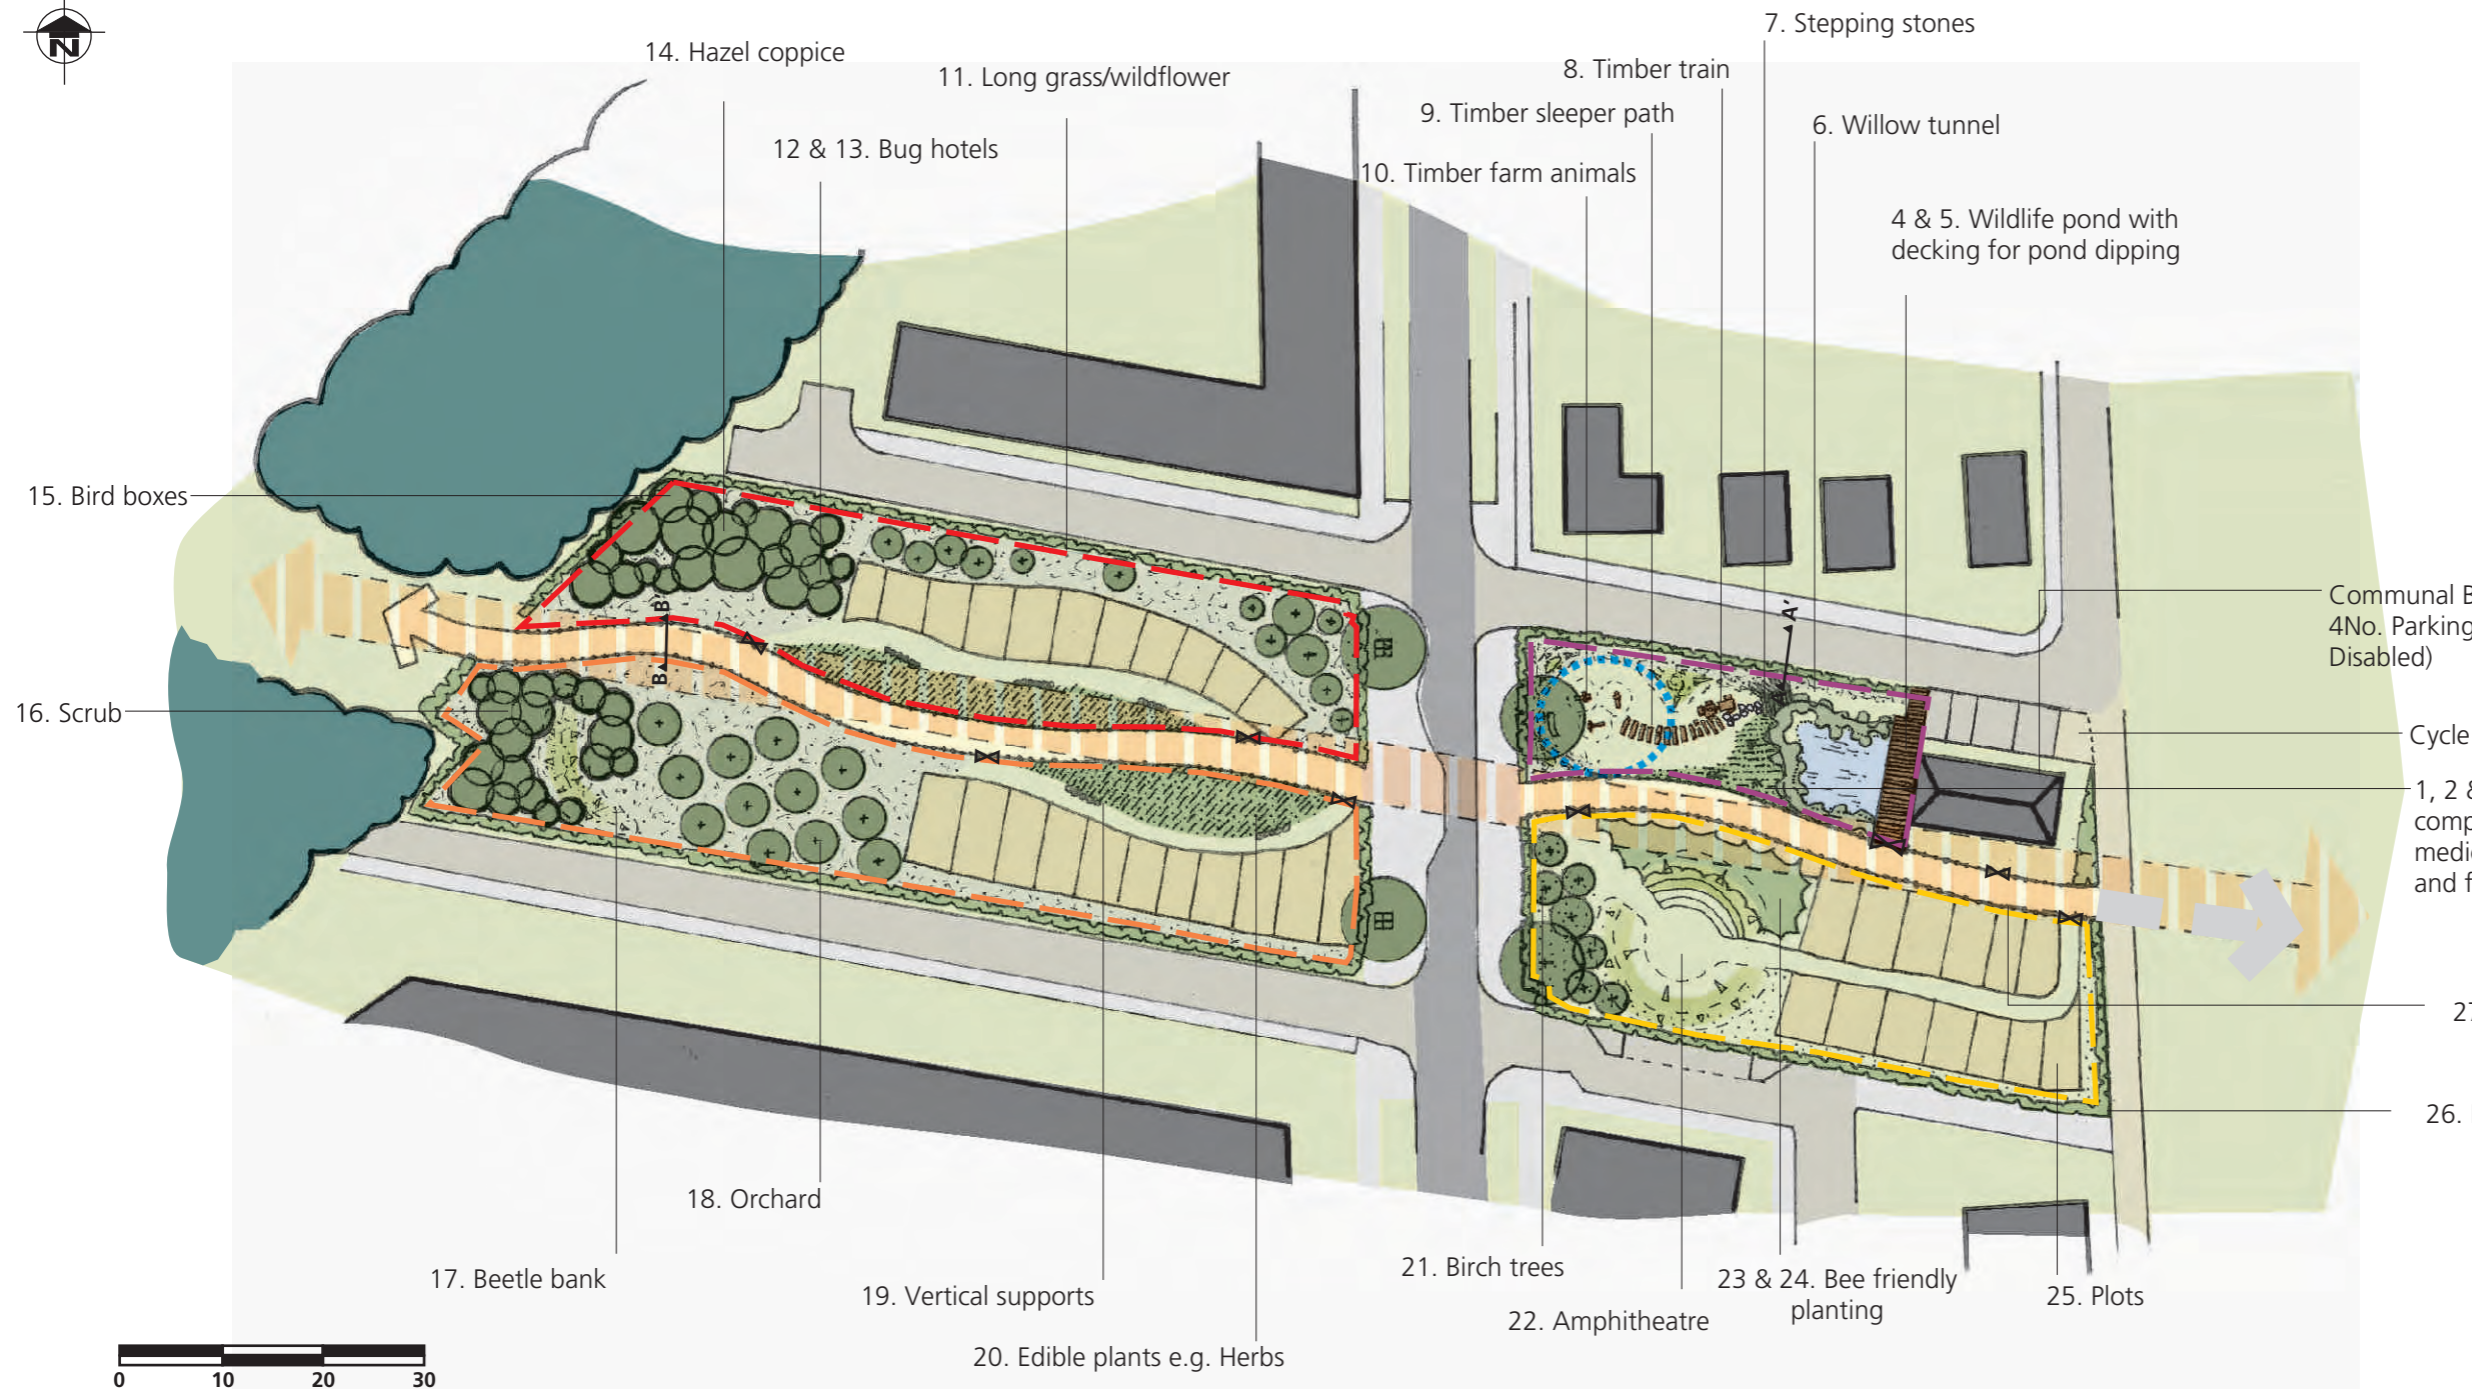 N
7. Stepping stones
14. Hazel coppice
8. Timber train
11. Long grass/wildflower
9. Timber sleeper path
6. Willow tunnel
12 & 13. Bug hotels
10. Timber farm animals
4 & 5. Wildlife pond with
decking for pond dipping
15. Bird boxes
Communal B
4No. Parking
Disabled)
A'
B'
B
16. Scrub
Cycle
1, 2 &
comp
medi
and f
27
26.
18. Orchard
21. Birch trees
17. Beetle bank
23 & 24. Bee friendly
planting
19. Vertical supports
25. Plots
22. Amphitheatre
20. Edible plants e.g. Herbs
0 10 20 30